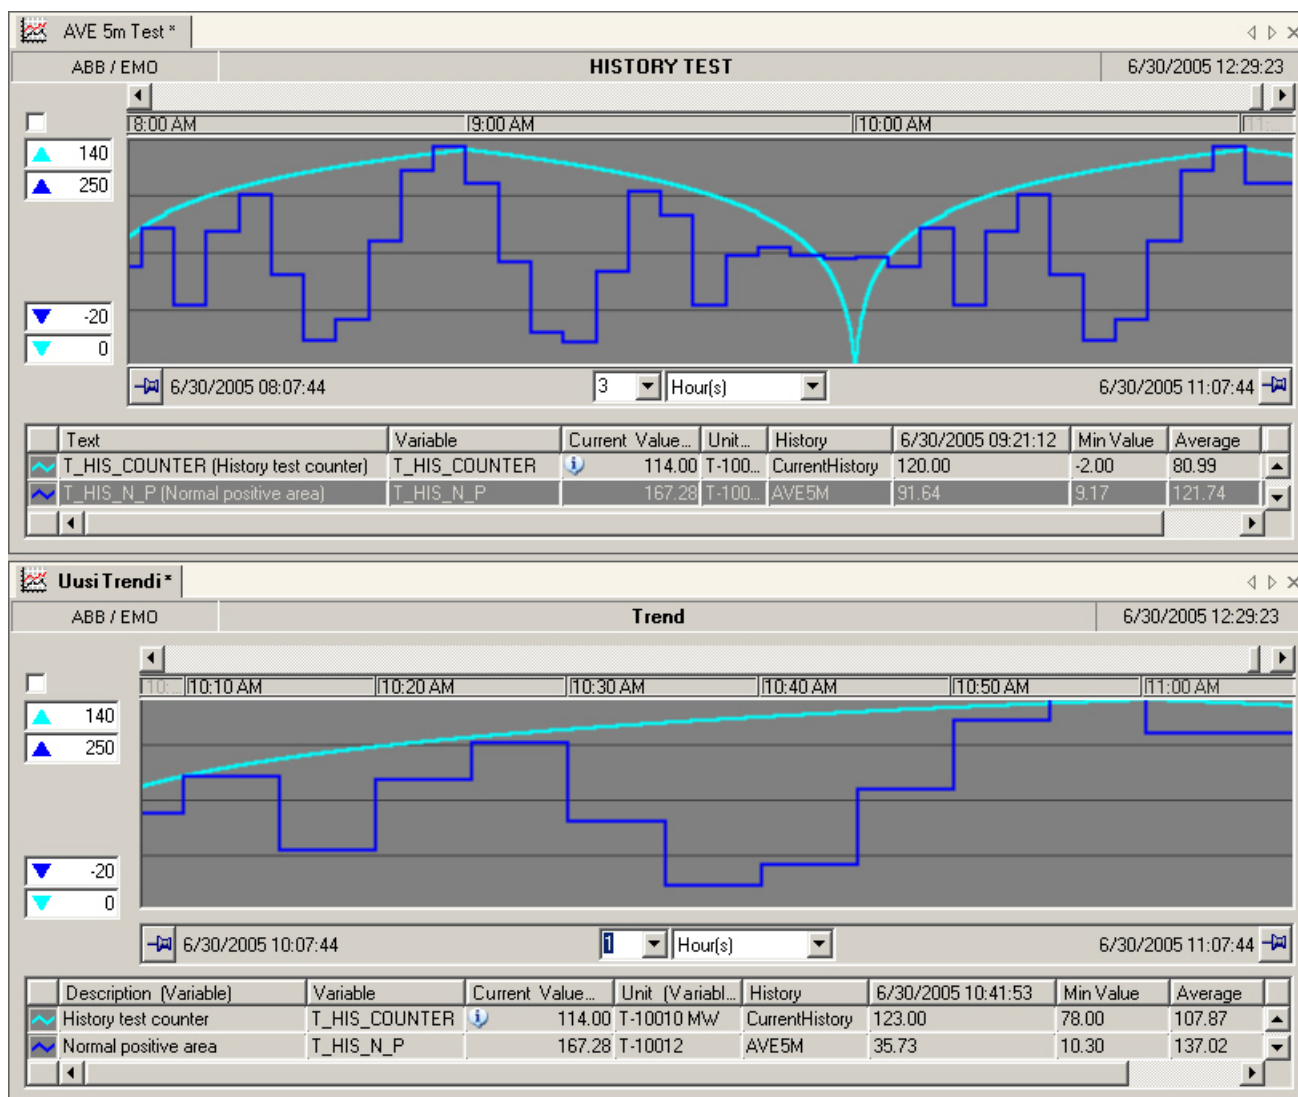 AVE 5m Test *
ABB / EMO HISTORY TEST 6/30/2005 12:29:23
8:00 AM 9:00 AM 10:00 AM 11:...
140
250
-20
0
6/30/2005 08:07:44 3 Hour(s) 6/30/2005 11:07:44
Text Variable Current Value... Unit... History 6/30/2005 09:21:12 Min Value Average
T_HIS_COUNTER (History test counter) T_HIS_COUNTER 114.00 T-100... CurrentHistory 120.00 -2.00 80.99
T_HIS_N_P (Normal positive area) T_HIS_N_P 167.28 T-100... AVE5M 91.64 9.17 121.74
Uusi Trendi *
ABB / EMO Trend 6/30/2005 12:29:23
10:... 10:10 AM 10:20 AM 10:30 AM 10:40 AM 10:50 AM 11:00 AM
140
250
-20
0
6/30/2005 10:07:44 1 Hour(s) 6/30/2005 11:07:44
Description (Variable) Variable Current Value... Unit (Variabl... History 6/30/2005 10:41:53 Min Value Average
History test counter T_HIS_COUNTER 114.00 T-10010 MW CurrentHistory 123.00 78.00 107.87
Normal positive area T_HIS_N_P 167.28 T-10012 AVE5M 35.73 10.30 137.02